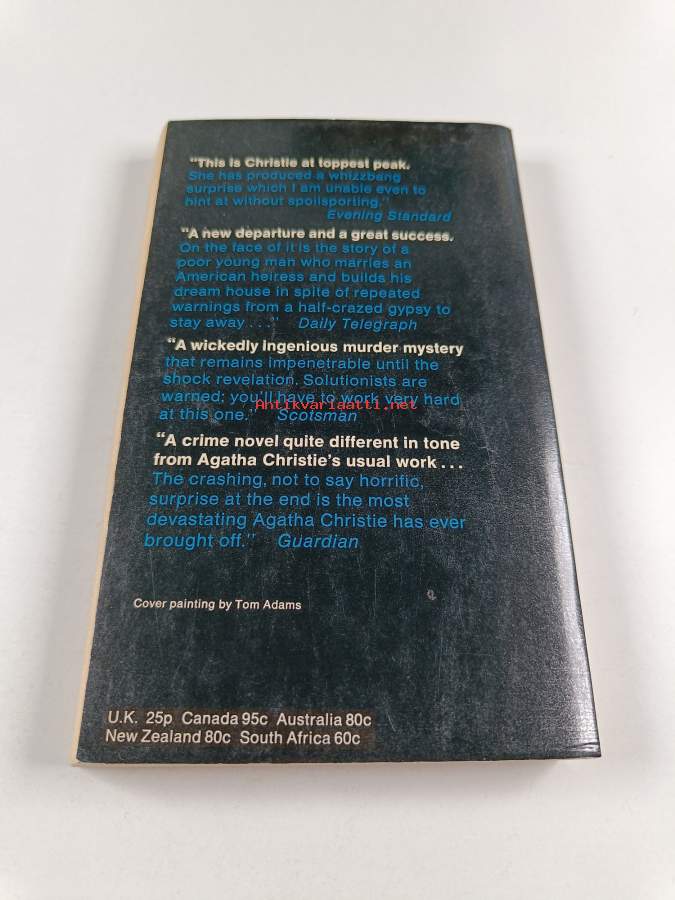 "This is Christie at toppest peak.
She has produced a whizzbang
surprise which I am unable even to
hint at without spoilsporting."
Evening Standard
"A new departure and a great success.
On the face of it is the story of a
poor young man who marries an
American heiress and builds his
dream house in spite of repeated
warnings from a half-crazed gypsy to
stay away . . ." Daily Telegraph
"A wickedly ingenious murder mystery
that remains impenetrable until the
shock revelation. Solutionists are
warned: you'll have to work very hard
Antikvariaatti.net
at this one." Scotsman
"A crime novel quite different in tone
from Agatha Christie's usual work . . .
The crashing, not to say horrific,
surprise at the end is the most
devastating Agatha Christie has ever
brought off." Guardian
Cover painting by Tom Adams
U.K. 25p Canada 95c Australia 80c
New Zealand 80c South Africa 60c